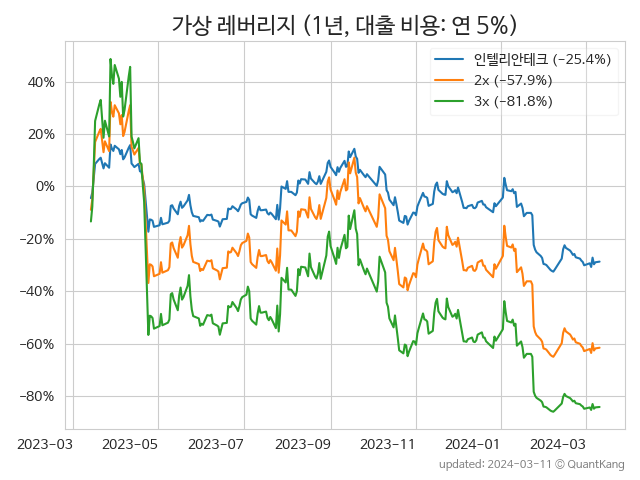 가상 레버리지 (1년, 대출 비용: 연 5%)
인텔리안테크 (−25.4%)
2x (−57.9%)
3x (−81.8%)
40%
20%
0%
−20%
−40%
−60%
−80%
2023-03 2023-05 2023-07 2023-09 2023-11 2024-01 2024-03
updated: 2024-03-11 © QuantKang